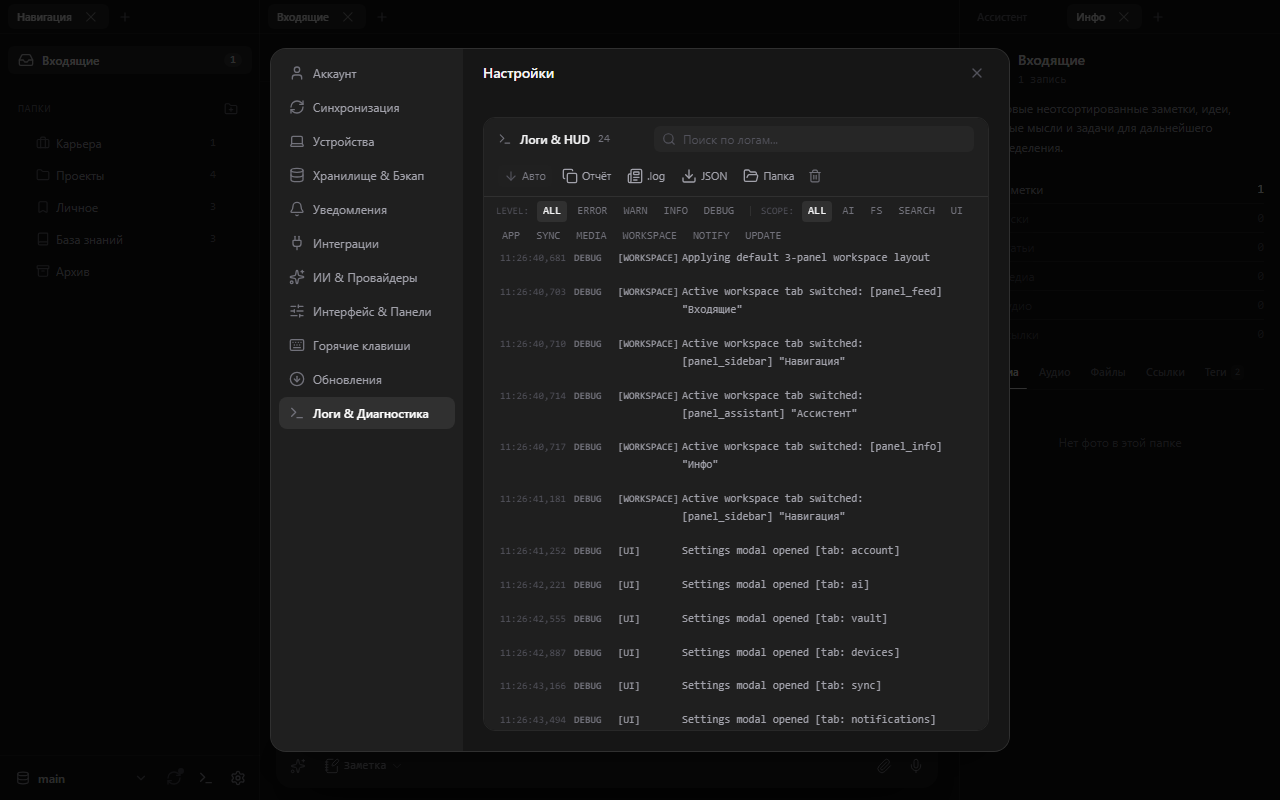 Навигация
Входящие
Ассистент
Инфо
Входящие 1
ПАПКИ
Карьера 1
Проекты 4
Личное 3
База знаний 3
Архив
main
Аккаунт
Синхронизация
Устройства
Хранилище & Бэкап
Уведомления
Интеграции
ИИ & Провайдеры
Интерфейс & Панели
Горячие клавиши
Обновления
Логи & Диагностика
Настройки
Логи & HUD 24
Поиск по логам...
Авто Отчёт .log JSON Папка
LEVEL: ALL ERROR WARN INFO DEBUG | SCOPE: ALL AI FS SEARCH UI
APP SYNC MEDIA WORKSPACE NOTIFY UPDATE
11:26:40,681 DEBUG [WORKSPACE] Applying default 3-panel workspace layout
11:26:40,703 DEBUG [WORKSPACE] Active workspace tab switched: [panel_feed]
"Входящие"
11:26:40,710 DEBUG [WORKSPACE] Active workspace tab switched:
[panel_sidebar] "Навигация"
11:26:40,714 DEBUG [WORKSPACE] Active workspace tab switched:
[panel_assistant] "Ассистент"
11:26:40,717 DEBUG [WORKSPACE] Active workspace tab switched: [panel_info]
"Инфо"
11:26:41,181 DEBUG [WORKSPACE] Active workspace tab switched:
[panel_sidebar] "Навигация"
11:26:41,252 DEBUG [UI] Settings modal opened [tab: account]
11:26:42,221 DEBUG [UI] Settings modal opened [tab: ai]
11:26:42,555 DEBUG [UI] Settings modal opened [tab: vault]
11:26:42,887 DEBUG [UI] Settings modal opened [tab: devices]
11:26:43,166 DEBUG [UI] Settings modal opened [tab: sync]
11:26:43,494 DEBUG [UI] Settings modal opened [tab: notifications]
Заметка
Входящие
1 запись
неотсортированные заметки, идеи,
мысли и задачи для дальнейшего
1
0
0
0
0
0
Аудио Файлы Ссылки Теги 2
Нет фото в этой папке